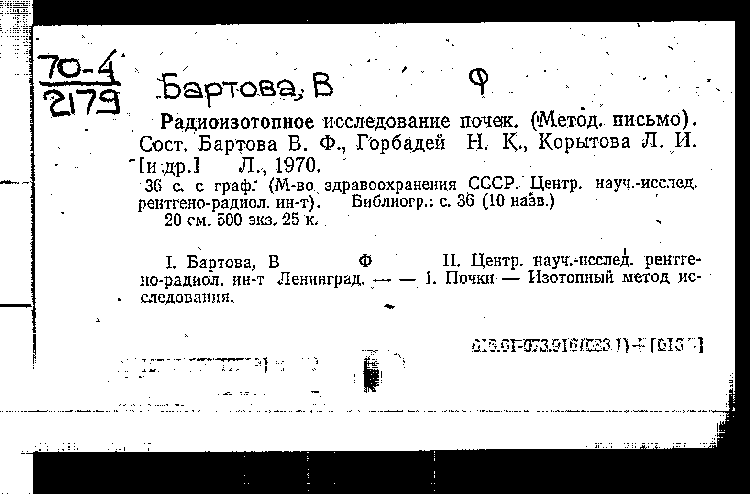 70-4
2179
Бартова, В Ф
Радиоизотопное исследование почек. (Метод. письмо).
Сост. Бартова В. Ф., Горбадей Н. К., Корытова Л. И.
[и др.] Л., 1970.
36 с. с граф. (М-во здравоохранения СССР. Центр. науч.-исслед.
рентгено-радиол. ин-т). Библиогр.: с. 36 (10 назв.)
20 см. 500 экз. 25 к.
I. Бартова, В Ф II. Центр. науч.-исслед. рентге-
но-радиол. ин-т Ленинград. — — 1. Почки — Изотопный метод ис-
следования.